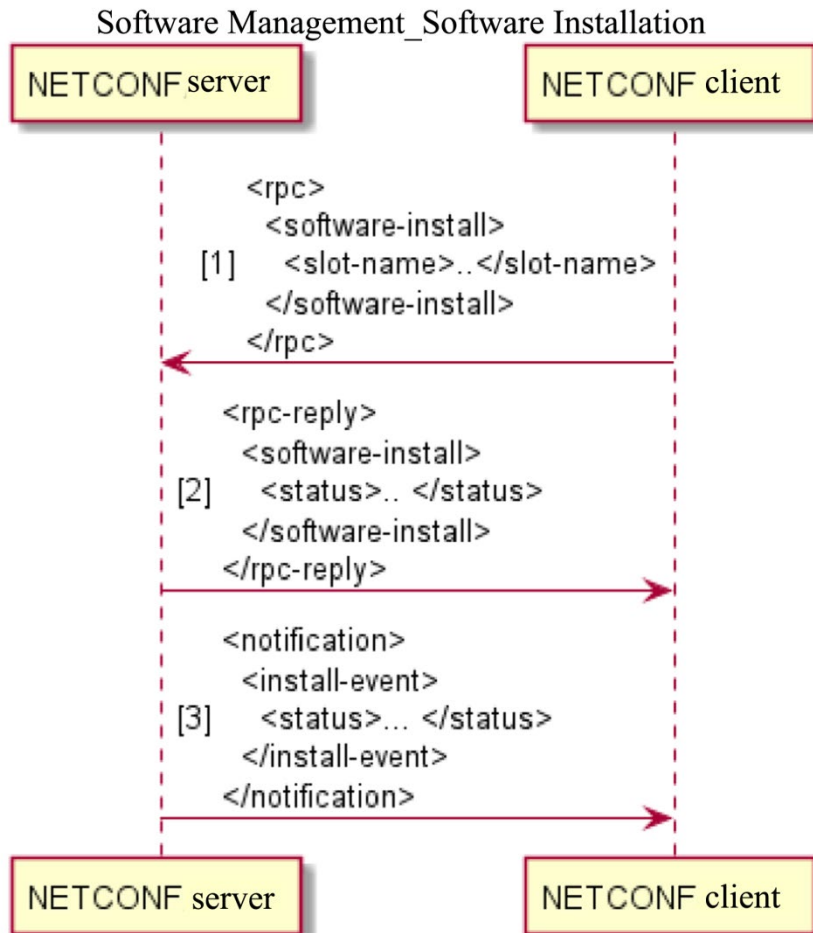 Software Management_Software Installation
NETCONF server
NETCONF client
<rpc>
<software-install>
[1] <slot-name>..</slot-name>
</software-install>
</rpc>
<rpc-reply>
<software-install>
[2] <status>.. </status>
</software-install>
</rpc-reply>
<notification>
<install-event>
[3] <status>... </status>
</install-event>
</notification>
NETCONF server
NETCONF client